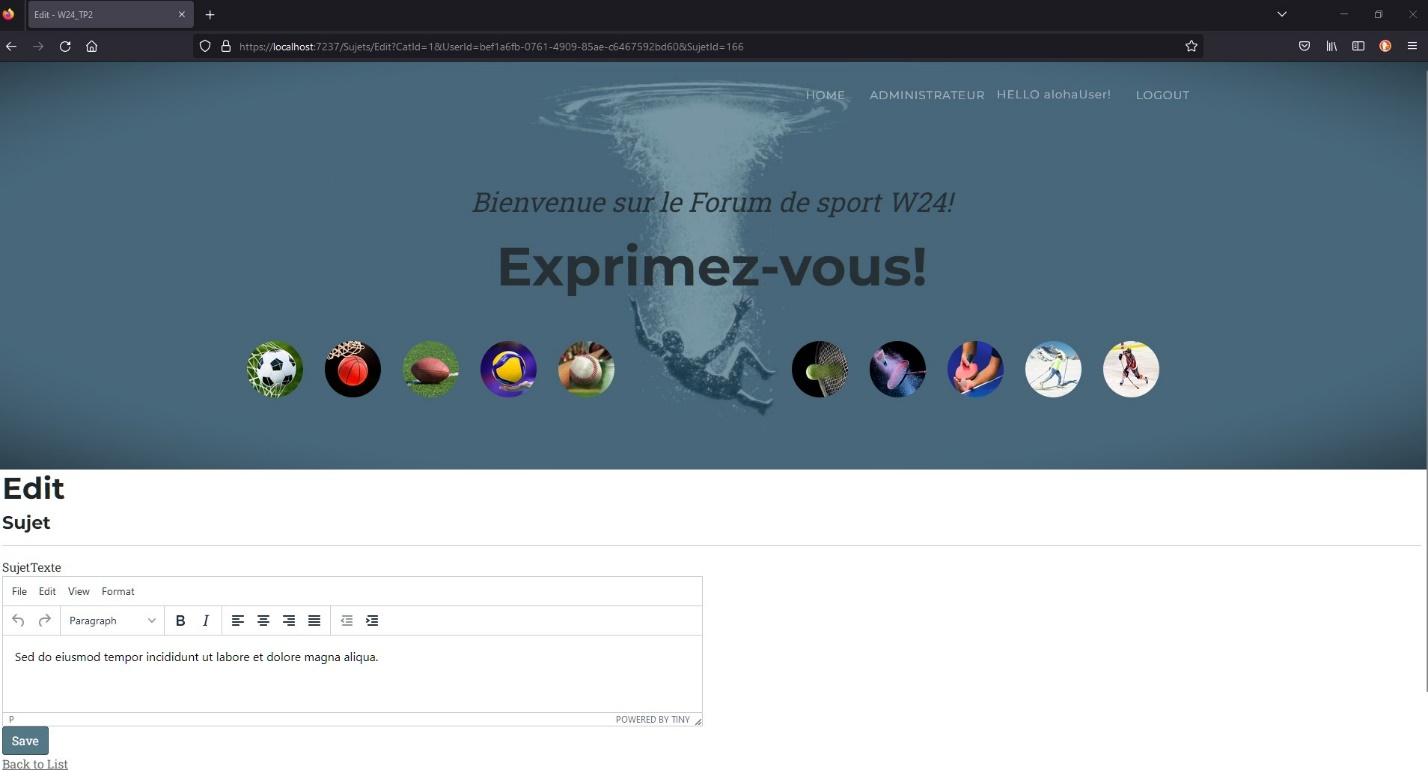 Edit - W24_TP2
https://localhost:7237/Sujets/Edit?CatId=1&UserId=bef1a6fb-0761-4909-85ae-c6467592bd60&SujetId=166
HOME ADMINISTRATEUR HELLO alohaUser! LOGOUT
Bienvenue sur le Forum de sport W24!
Exprimez-vous!
Edit
Sujet
SujetTexte
File Edit View Format
Paragraph B I
Sed do eiusmod tempor incididunt ut labore et dolore magna aliqua.
P POWERED BY TINY
Save
Back to List